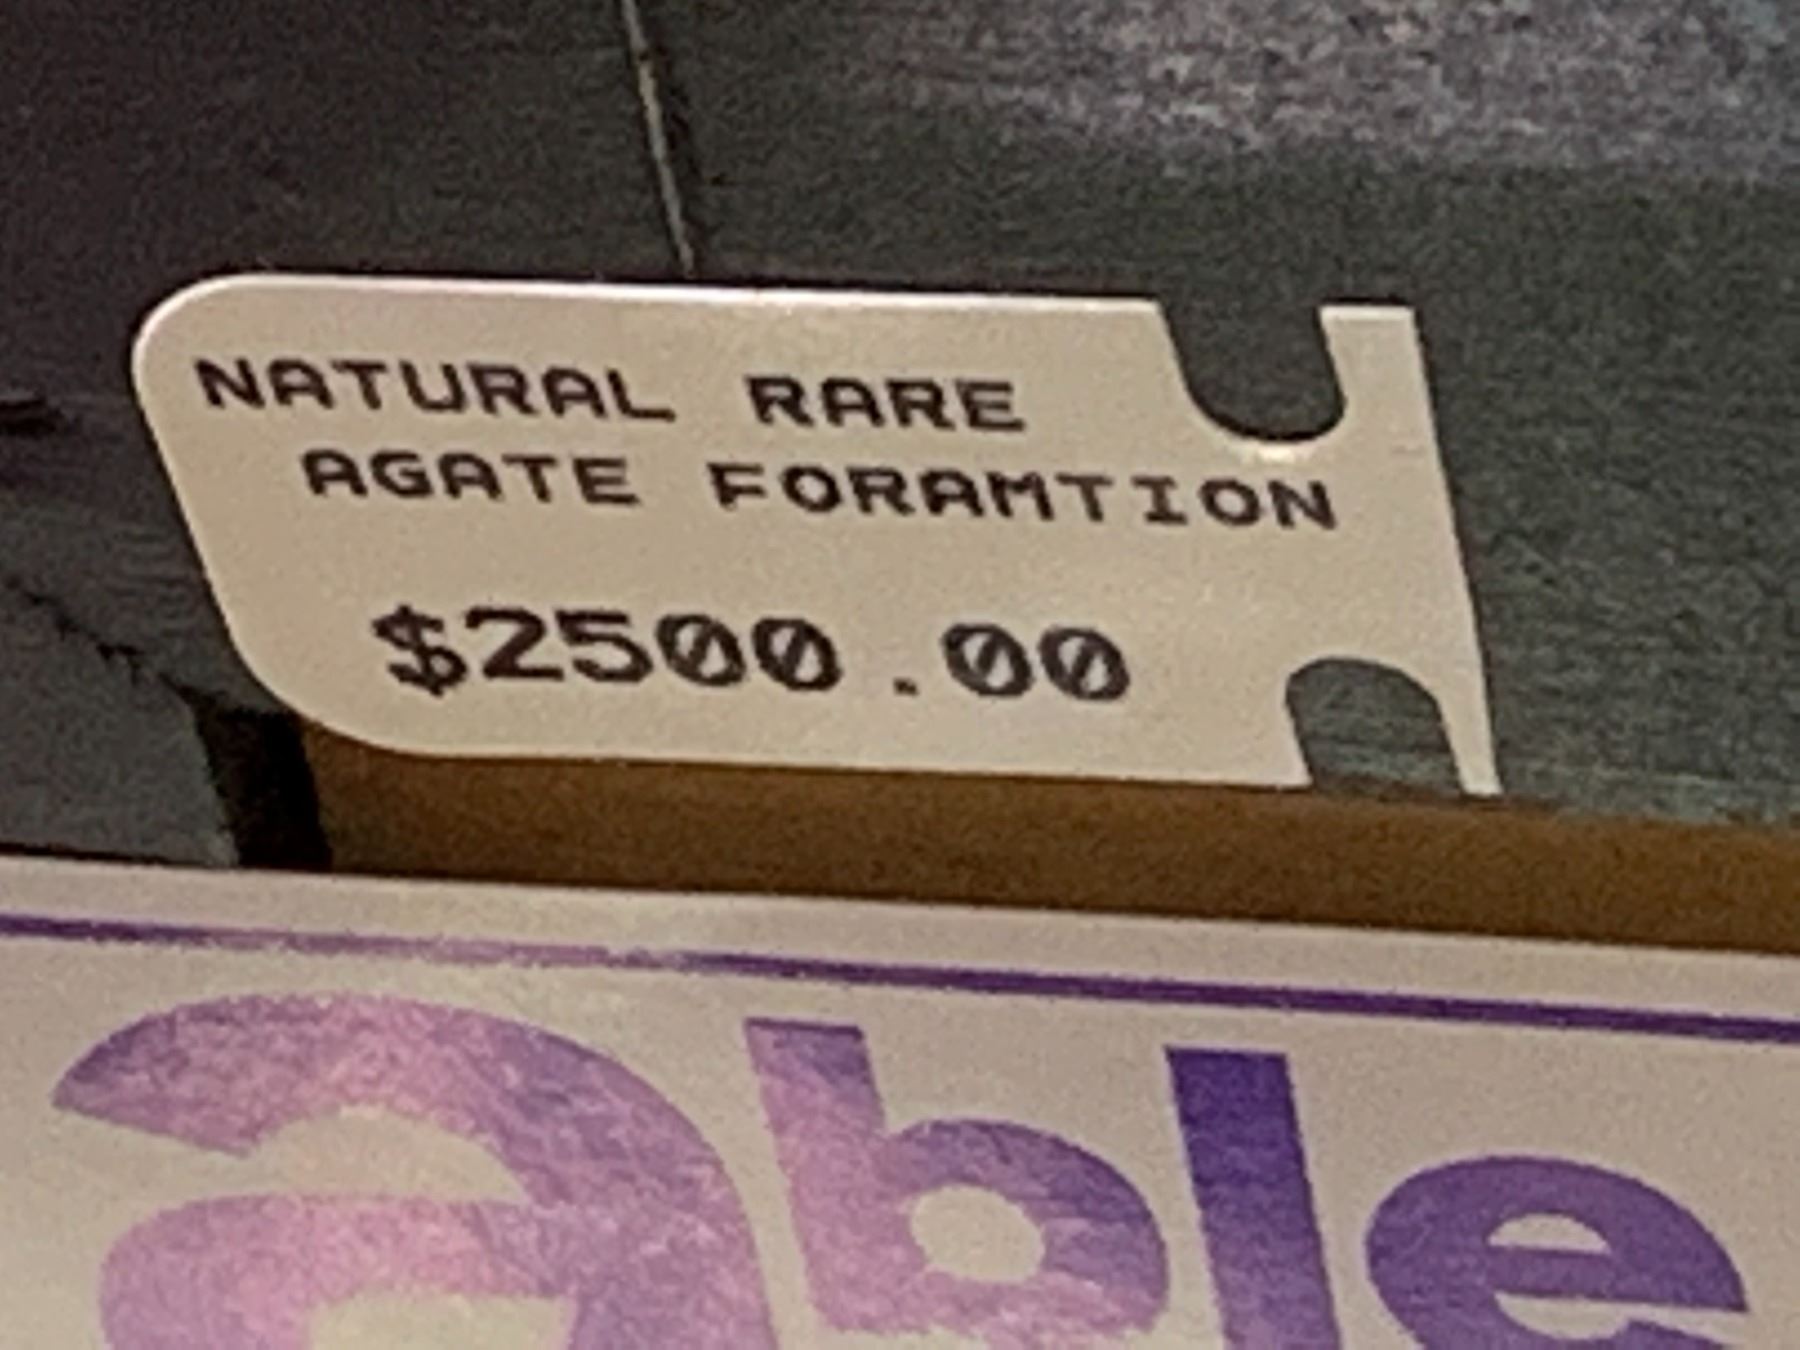 NATURAL RARE
AGATE FORAMTION
$2500.00
able